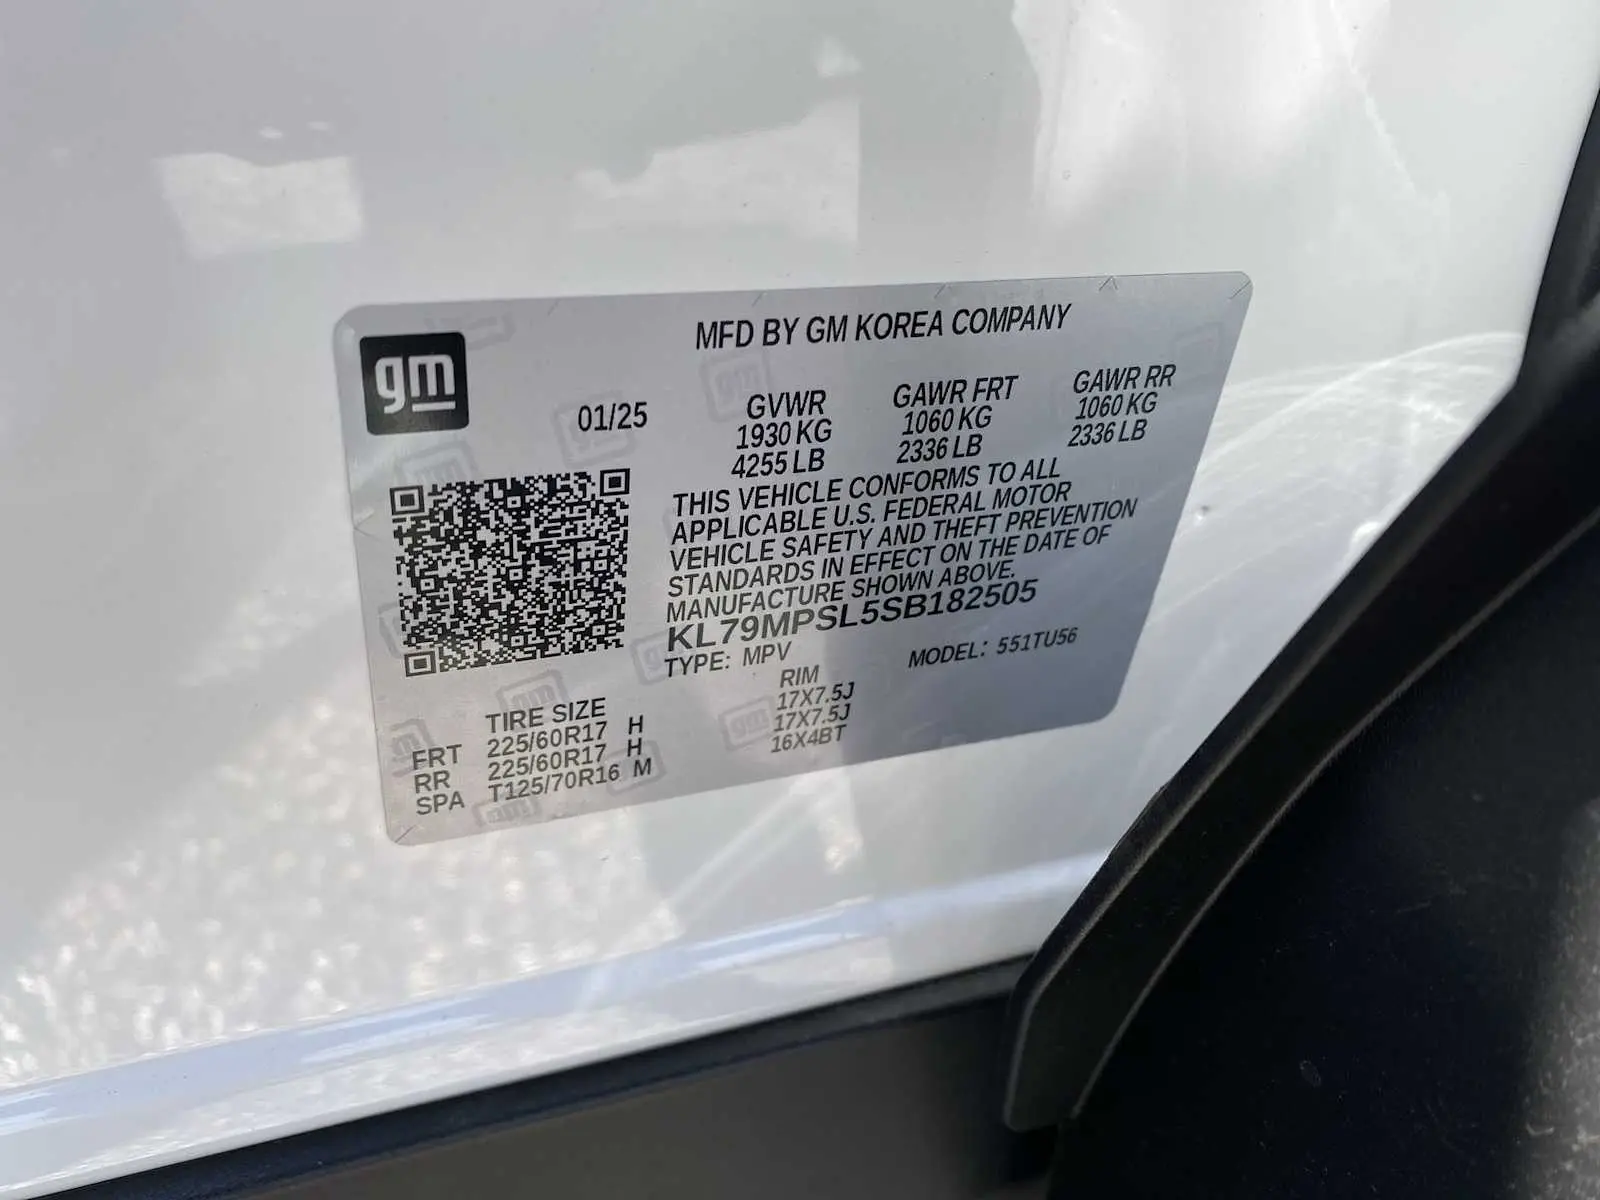 gm
MFD BY GM KOREA COMPANY
01/25
GVWR GAWR FRT GAWR RR
1930 KG 1060 KG 1060 KG
4255 LB 2336 LB 2336 LB
THIS VEHICLE CONFORMS TO ALL
APPLICABLE U.S. FEDERAL MOTOR
VEHICLE SAFETY AND THEFT PREVENTION
STANDARDS IN EFFECT ON THE DATE OF
MANUFACTURE SHOWN ABOVE.
KL79MPSL5SB182505
TYPE: MPV MODEL: 551TU56
TIRE SIZE RIM
FRT 225/60R17 H 17X7.5J
RR 225/60R17 H 17X7.5J
SPA T125/70R16 M 16X4BT